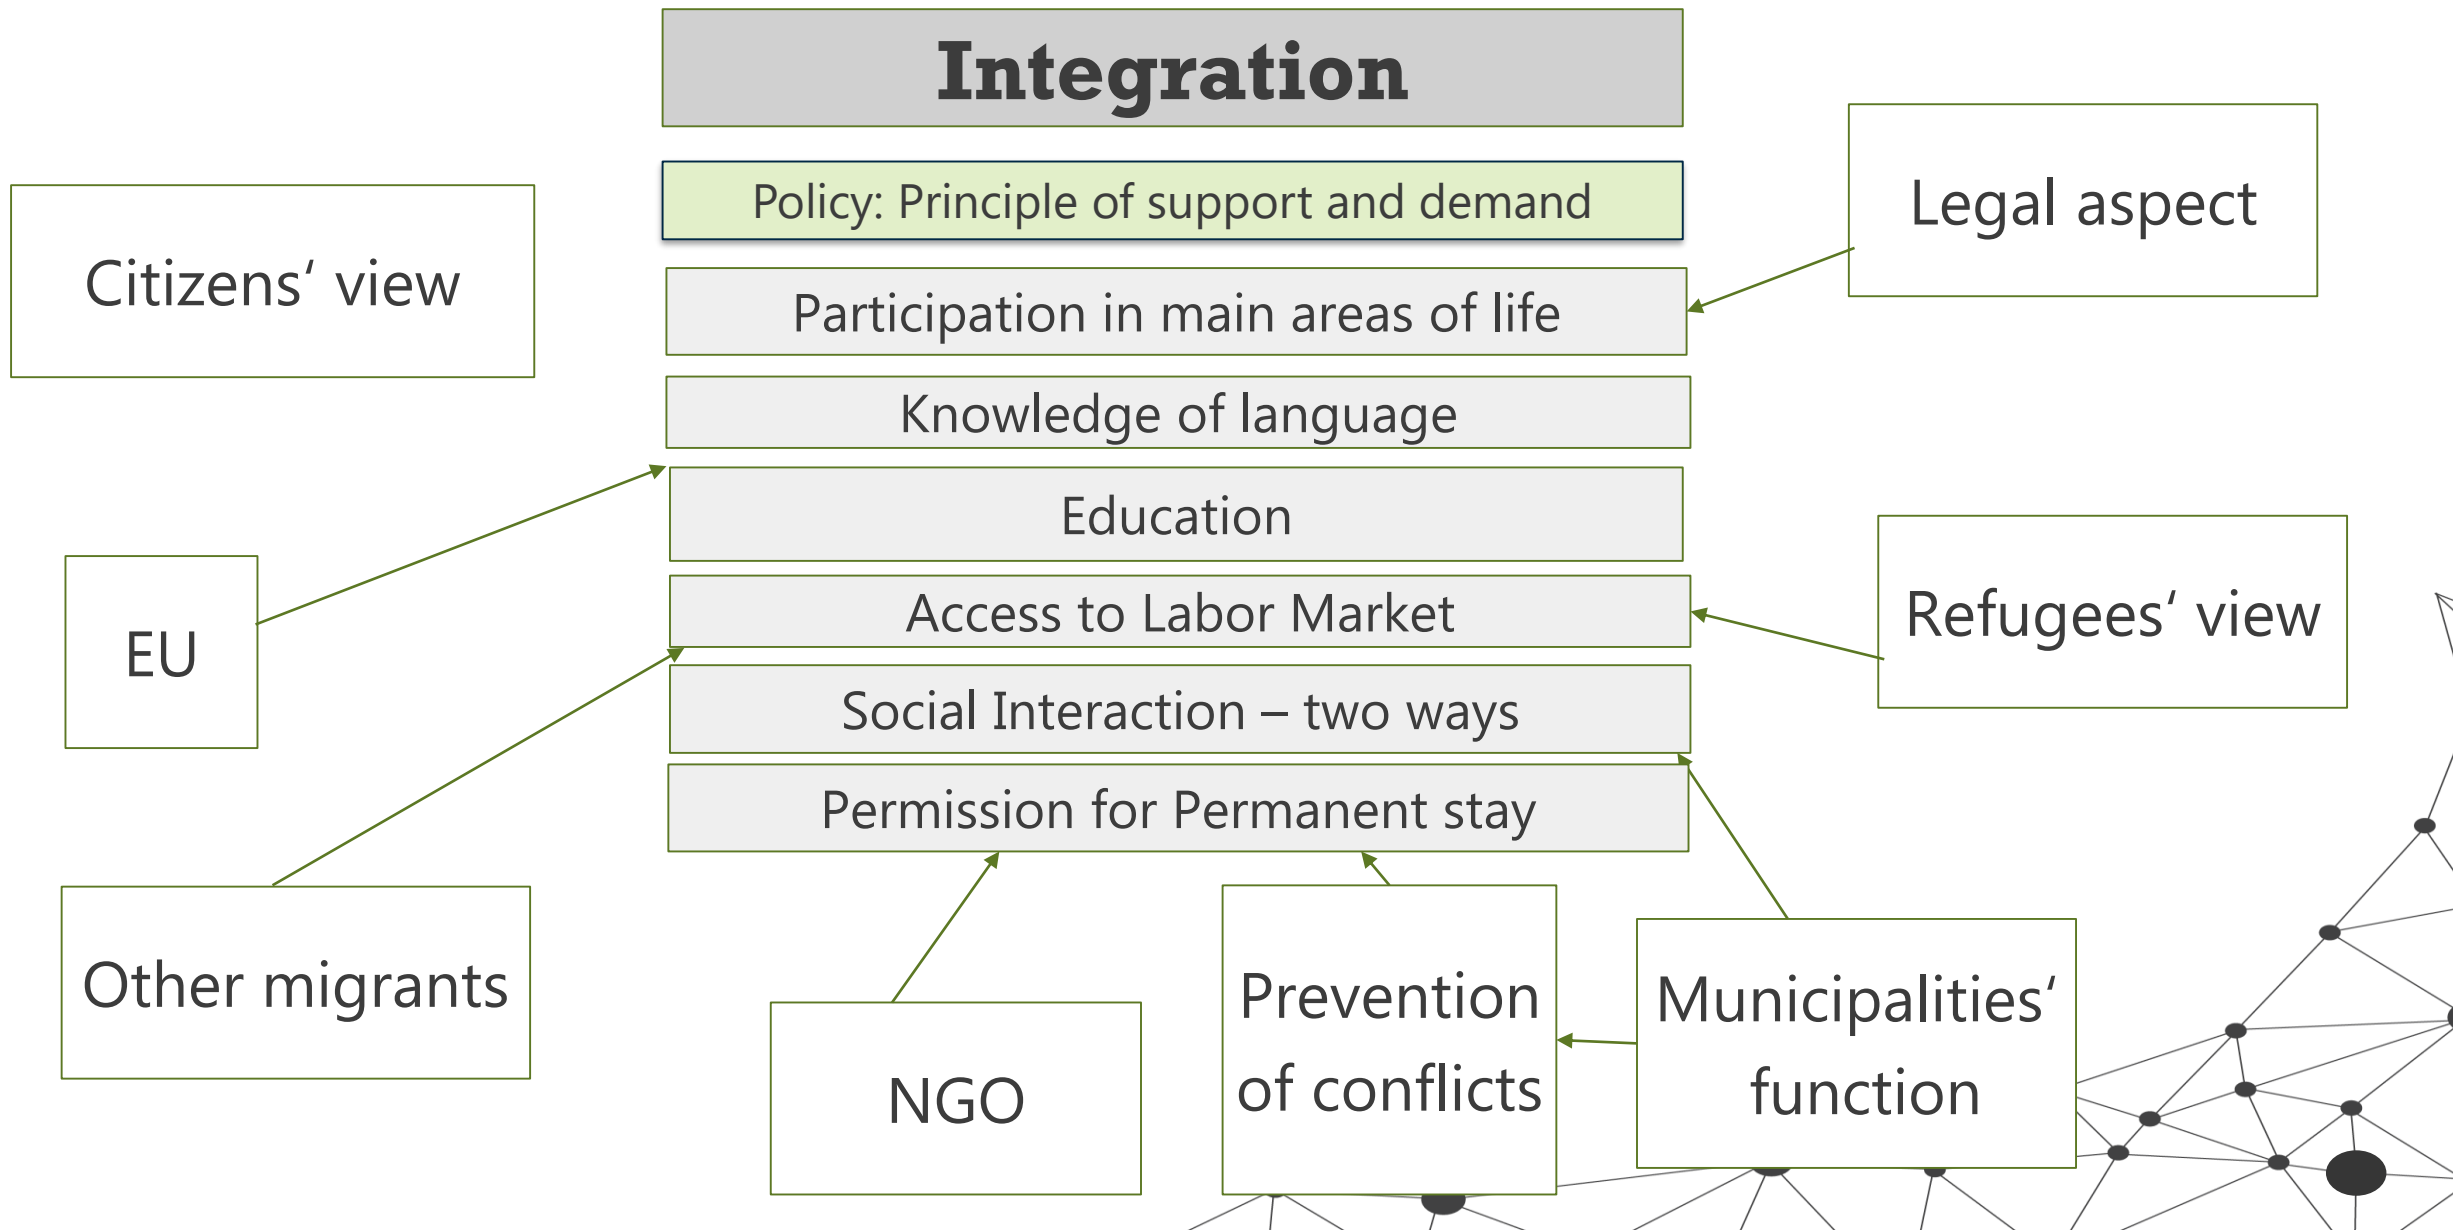 Integration
Policy: Principle of support and demand
Legal aspect
Citizens‘ view
Participation in main areas of life
Knowledge of language
Education
Access to Labor Market
Refugees‘ view
EU
Social Interaction – two ways
Permission for Permanent stay
Other migrants
NGO
Prevention
of conflicts
Municipalities‘
function